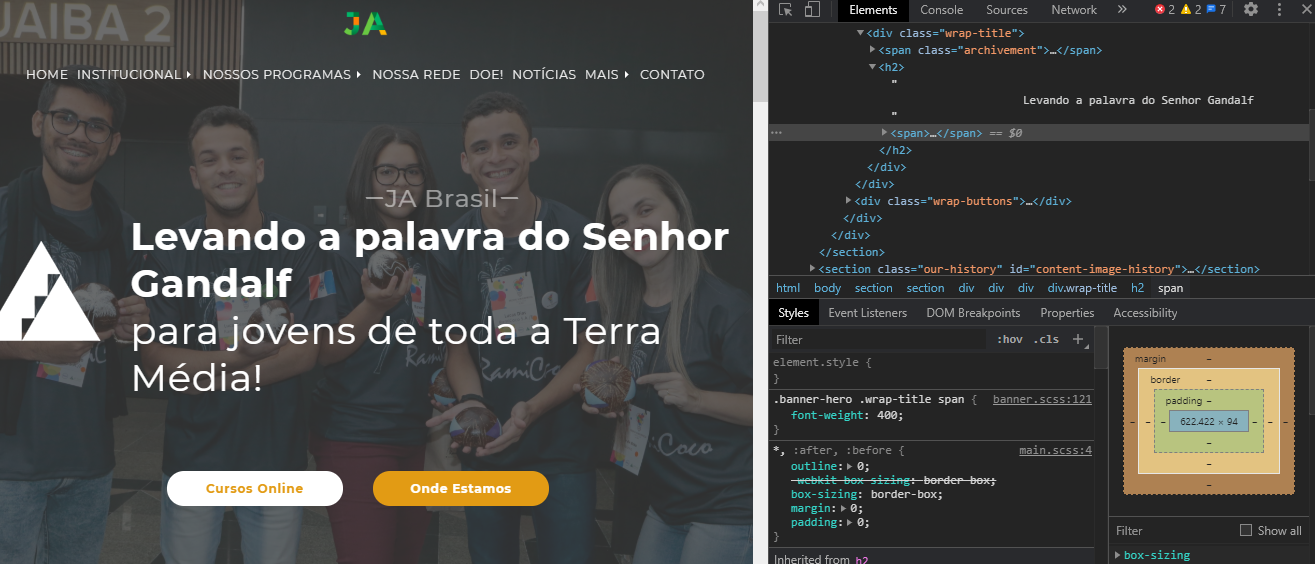 UAIBA 2
JA
HOME INSTITUCIONAL NOSSOS PROGRAMAS NOSSA REDE DOE! NOTÍCIAS MAIS CONTATO
—JA Brasil—
Levando a palavra do Senhor
Gandalf
para jovens de toda a Terra
Média!
RamiCoco
Coco
Cursos Online
Onde Estamos
Elements Console Sources Network » 2 2 7
<div class="wrap-title">
<span class="archivement">…</span>
<h2>
"
Levando a palavra do Senhor Gandalf
"
… <span>…</span> == $0
</h2>
</div>
</div>
<div class="wrap-buttons">…</div>
</div>
</div>
</section>
<section class="our-history" id="content-image-history">…</section>
html body section section div div div div.wrap-title h2 span
Styles Event Listeners DOM Breakpoints Properties Accessibility
Filter :hov .cls +
element.style {
}
.banner-hero .wrap-title span { banner.scss:121
font-weight: 400;
}
*, :after, :before { main.scss:4
outline: 0;
-webkit-box-sizing: border-box;
box-sizing: border-box;
margin: 0;
padding: 0;
}
Inherited from h2
margin –
border –
padding –
– – – 622.422 × 94 – – –
–
–
–
Filter Show all
box-sizing